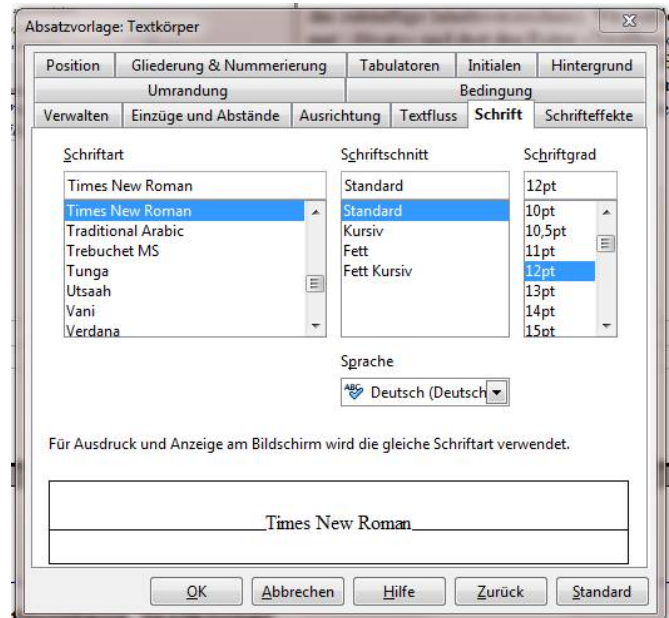 Absatzvorlage: Textkörper
Position Gliederung & Nummerierung Tabulatoren Initialen Hintergrund
Umrandung Bedingung
Verwalten Einzüge und Abstände Ausrichtung Textfluss Schrift Schrifteffekte
Schriftart Schriftschnitt Schriftgrad
Times New Roman Standard 12pt
Times New Roman Standard 10pt
Traditional Arabic Kursiv 10,5pt
Trebuchet MS Fett 11pt
Tunga Fett Kursiv 12pt
Utsaah 13pt
Vani 14pt
Verdana 15pt
Sprache
ABC Deutsch (Deutsch
Für Ausdruck und Anzeige am Bildschirm wird die gleiche Schriftart verwendet.
Times New Roman
OK Abbrechen Hilfe Zurück Standard